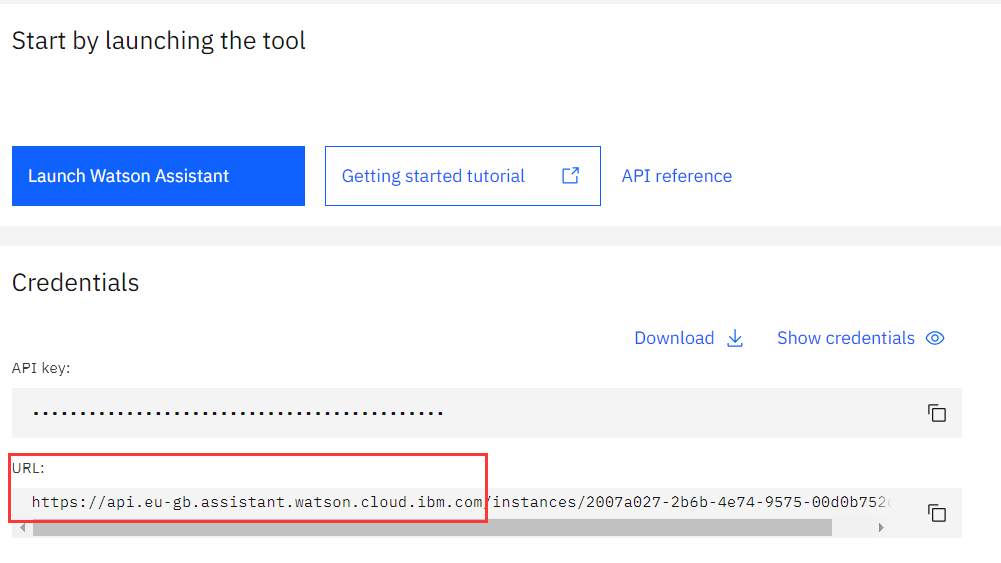 Start by launching the tool
Launch Watson Assistant
Getting started tutorial
API reference
Credentials
Download
Show credentials
API key:
••••••••••••••••••••••••••••••••••••••••••••
URL:
https://api.eu-gb.assistant.watson.cloud.ibm.com/instances/2007a027-2b6b-4e74-9575-00d0b752